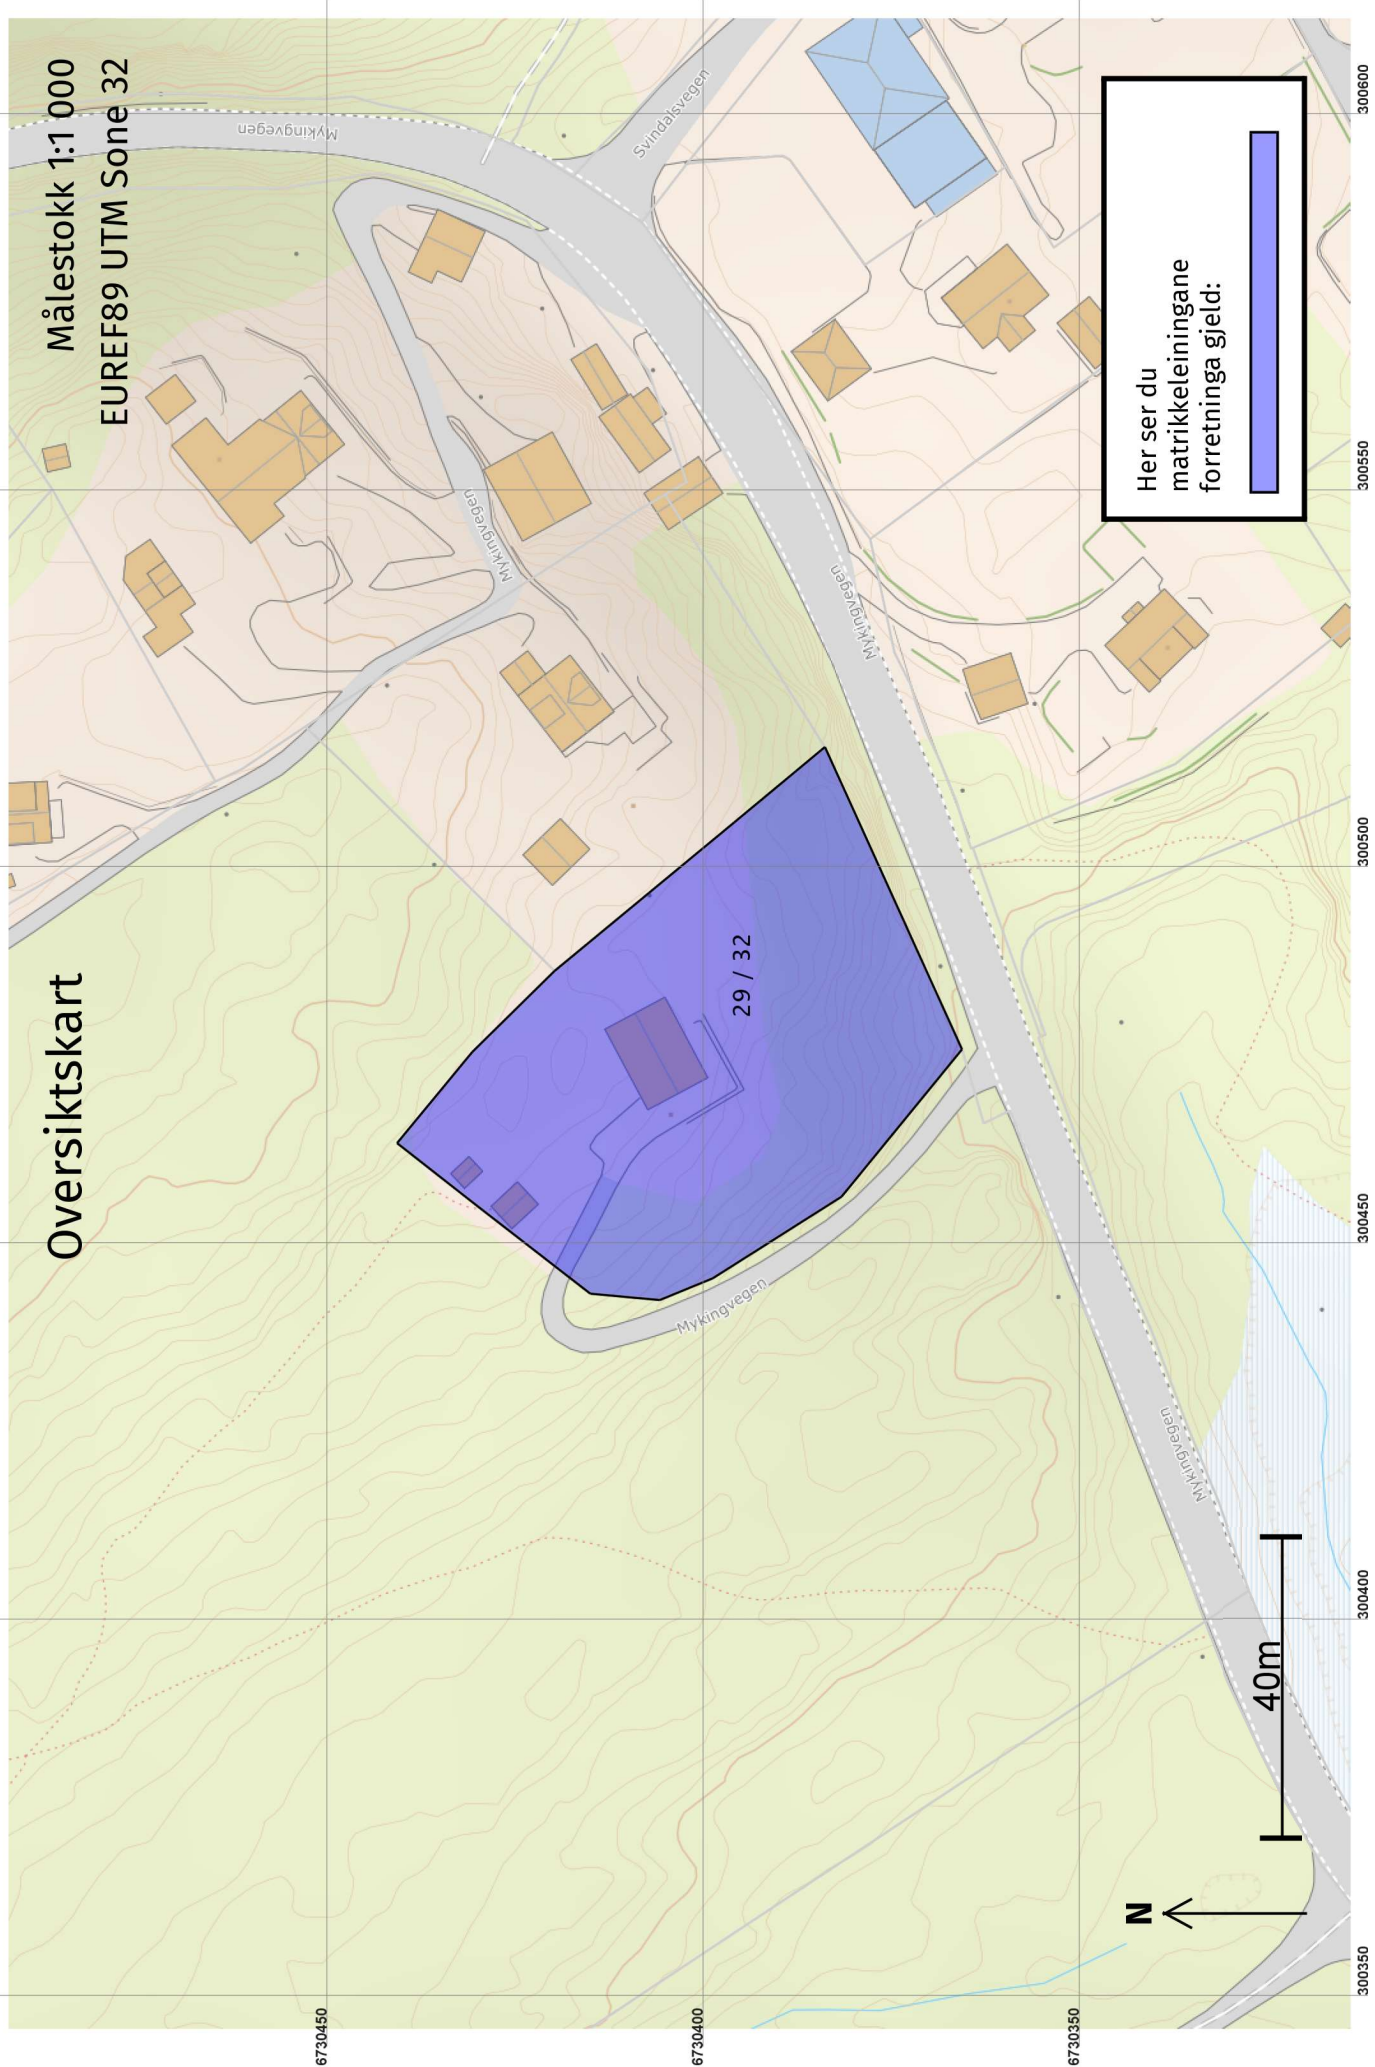 Oversiktskart
Målestokk 1:1 000
EUREF89 UTM Sone 32
Mykingvegen
Svindalsvegen
Mykingvegen
Mykingvegen
29 / 32
Mykingvegen
Mykingvegen
Her ser du
matrikkeleiningane
forretninga gjeld:
N
40m
6730450
6730400
6730350
300350
300400
300450
300500
300550
300600